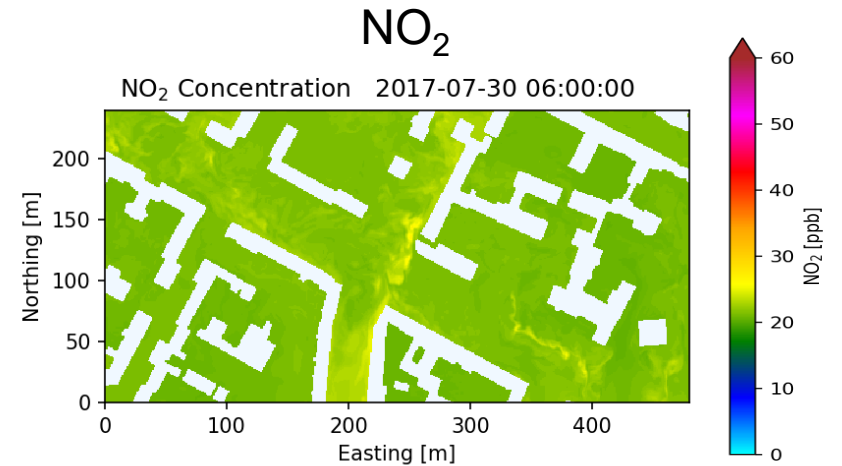 NO₂
NO₂ Concentration 2017-07-30 06:00:00
200
150
100
50
0
Northing [m]
0 100 200 300 400
Easting [m]
60
50
40
30
20
10
0
NO₂ [ppb]